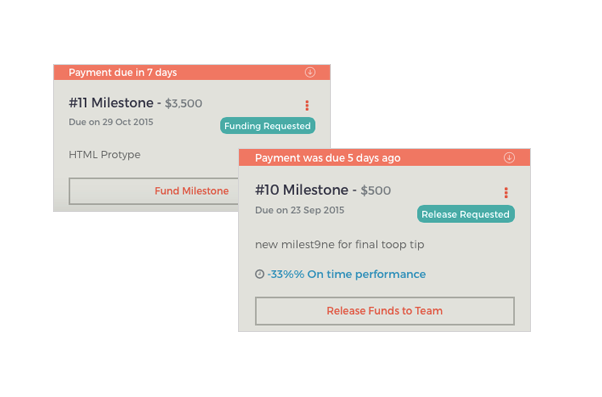 Payment due in 7 days
#11 Milestone - $3,500
Due on 29 Oct 2015
Funding Requested
HTML Protype
Fund Milestone
Payment was due 5 days ago
#10 Milestone - $500
Due on 23 Sep 2015
Release Requested
new milest9ne for final toop tip
-33%% On time performance
Release Funds to Team